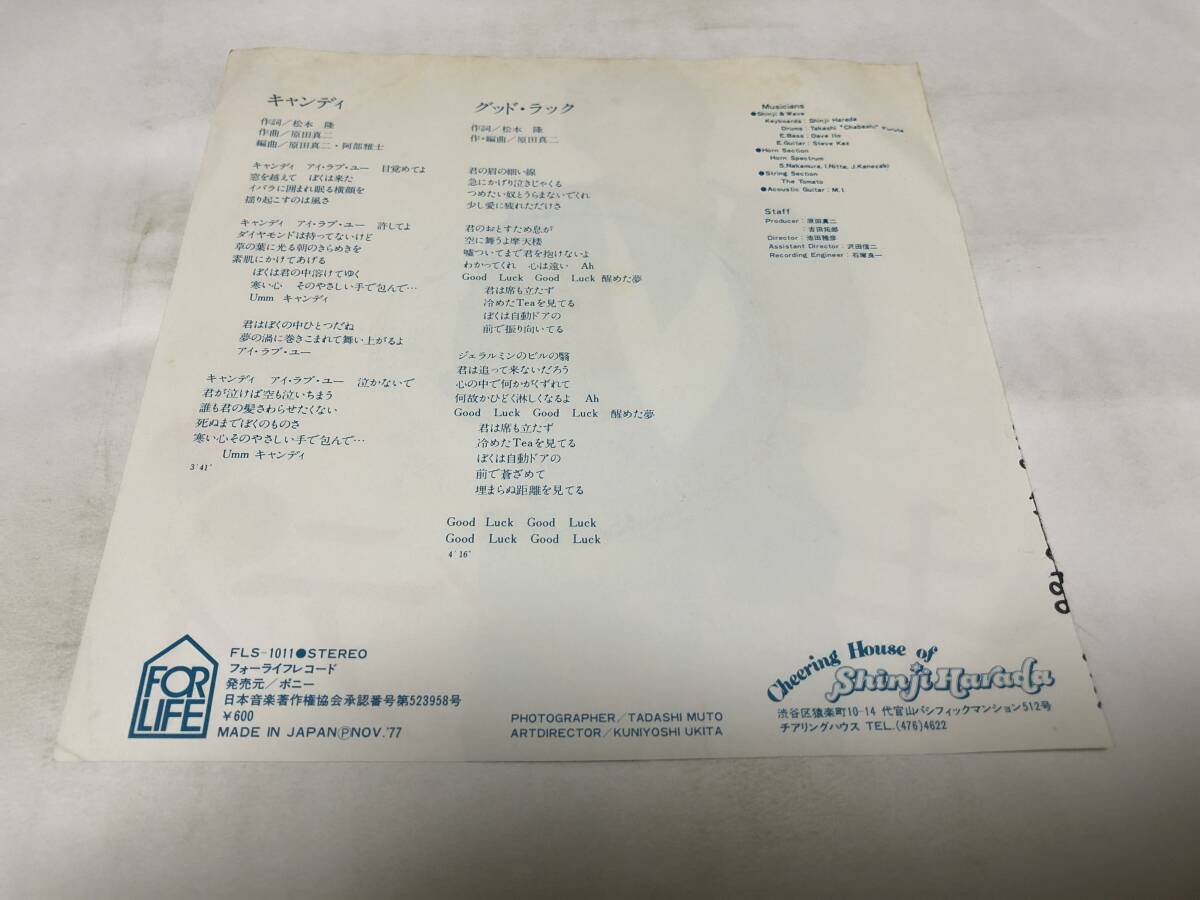 キャンディ
作詞／松本 隆
作曲／原田真二
編曲／原田真二・阿部雅士
キャンディ アイ・ラブ・ユー 目覚めてよ
窓を越えて ぼくは来た
イバラに囲まれ眠る横顔を
揺り起こすのは風さ
キャンディ アイ・ラブ・ユー 許してよ
ダイヤモンドは持ってないけど
草の葉に光る朝のきらめきを
素肌にかけてあげる
ぼくは君の中溶けてゆく
寒い心 そのやさしい手で包んで…
Umm キャンディ
君はぼくの中ひとつだね
夢の渦に巻きこまれて舞い上がるよ
アイ・ラブ・ユー
キャンディ アイ・ラブ・ユー 泣かないで
君が泣けば空も泣いちまう
誰も君の髪さわらせたくない
死ぬまでぼくのものさ
寒い心そのやさしい手で包んで…
Umm キャンディ
3'41"
グッド・ラック
作詞／松本 隆
作・編曲／原田真二
君の眉の細い線
急にかげり泣きじゃくる
つめたい奴とうらまないでくれ
少し愛に疲れただけさ
君のおとすため息が
空に舞うよ摩天楼
嘘ついてまで君を抱けないよ
わかってくれ 心は遠い Ah
Good Luck Good Luck 醒めた夢
君は席も立たず
冷めたTeaを見てる
ぼくは自動ドアの
前で振り向いてる
ジェラルミンのビルの翳
君は追って来ないだろう
心の中で何かがくずれて
何故かひどく淋しくなるよ Ah
Good Luck Good Luck 醒めた夢
君は席も立たず
冷めたTeaを見てる
ぼくは自動ドアの
前で蒼ざめて
埋まらぬ距離を見てる
Good Luck Good Luck
Good Luck Good Luck
4'16"
Musicians
●Shinji & Wave
Keyboards : Shinji Harada
Drums : Takashi "Chabashi" Furuta
E.Bass : Dave Ito
E.Guitar : Steve Kaz
●Horn Section
Horn Spectrum
S.Nakamura, I.Nitta, J.Kanezaki
●String Section
The Tomato
●Acoustic Guitar : M.I.
Staff
Producer : 原田真二
: 吉田拓郎
Director : 池田雅彦
Assistant Director : 沢田信二
Recording Engineer : 石塚良一
FOR LIFE
FLS-1011●STEREO
フォーライフレコード
発売元／ポニー
日本音楽著作権協会承認番号第523958号
¥600
MADE IN JAPANⓅNOV.'77
PHOTOGRAPHER／TADASHI MUTO
ARTDIRECTOR／KUNIYOSHI UKITA
Cheering House of
Shinji Harada
渋谷区猿楽町10-14 代官山パシフィックマンション512号
チアリングハウス TEL.(476)4622